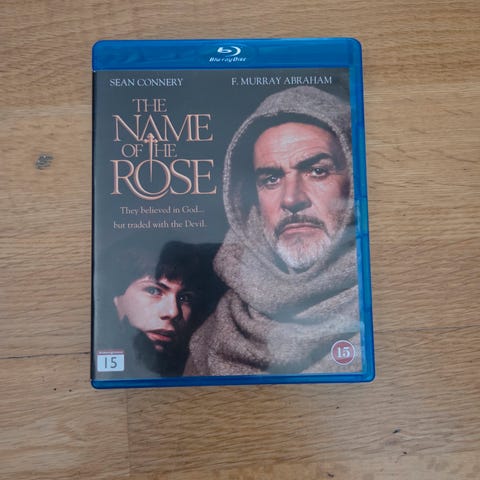 Blu-ray Disc
SEAN CONNERY F. MURRAY ABRAHAM
THE
NAME
OF THE
ROSE
They believed in God...
but traded with the Devil.
15
15